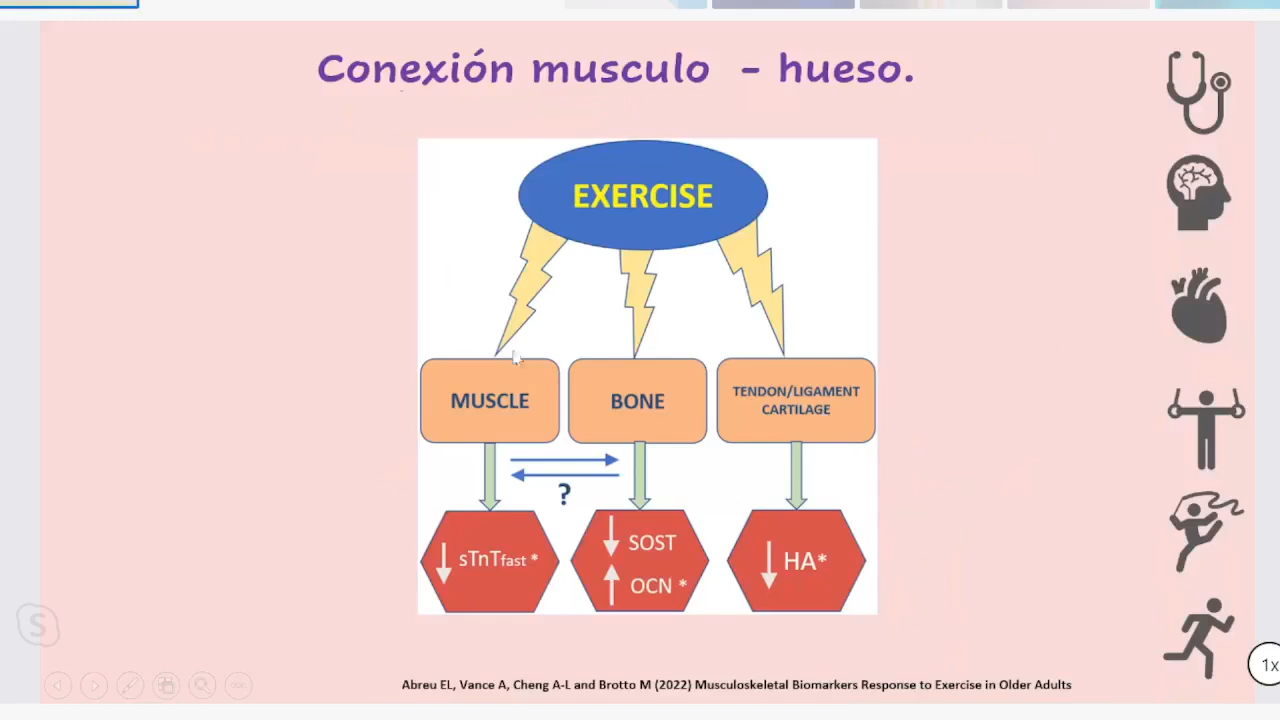 Conexión musculo - hueso.
EXERCISE
MUSCLE
BONE
TENDON/LIGAMENT
CARTILAGE
?
↓ sTnTfast *
↓ SOST
↑ OCN *
↓ HA*
S
Abreu EL, Vance A, Cheng A-L and Brotto M (2022) Musculoskeletal Biomarkers Response to Exercise in Older Adults
1x